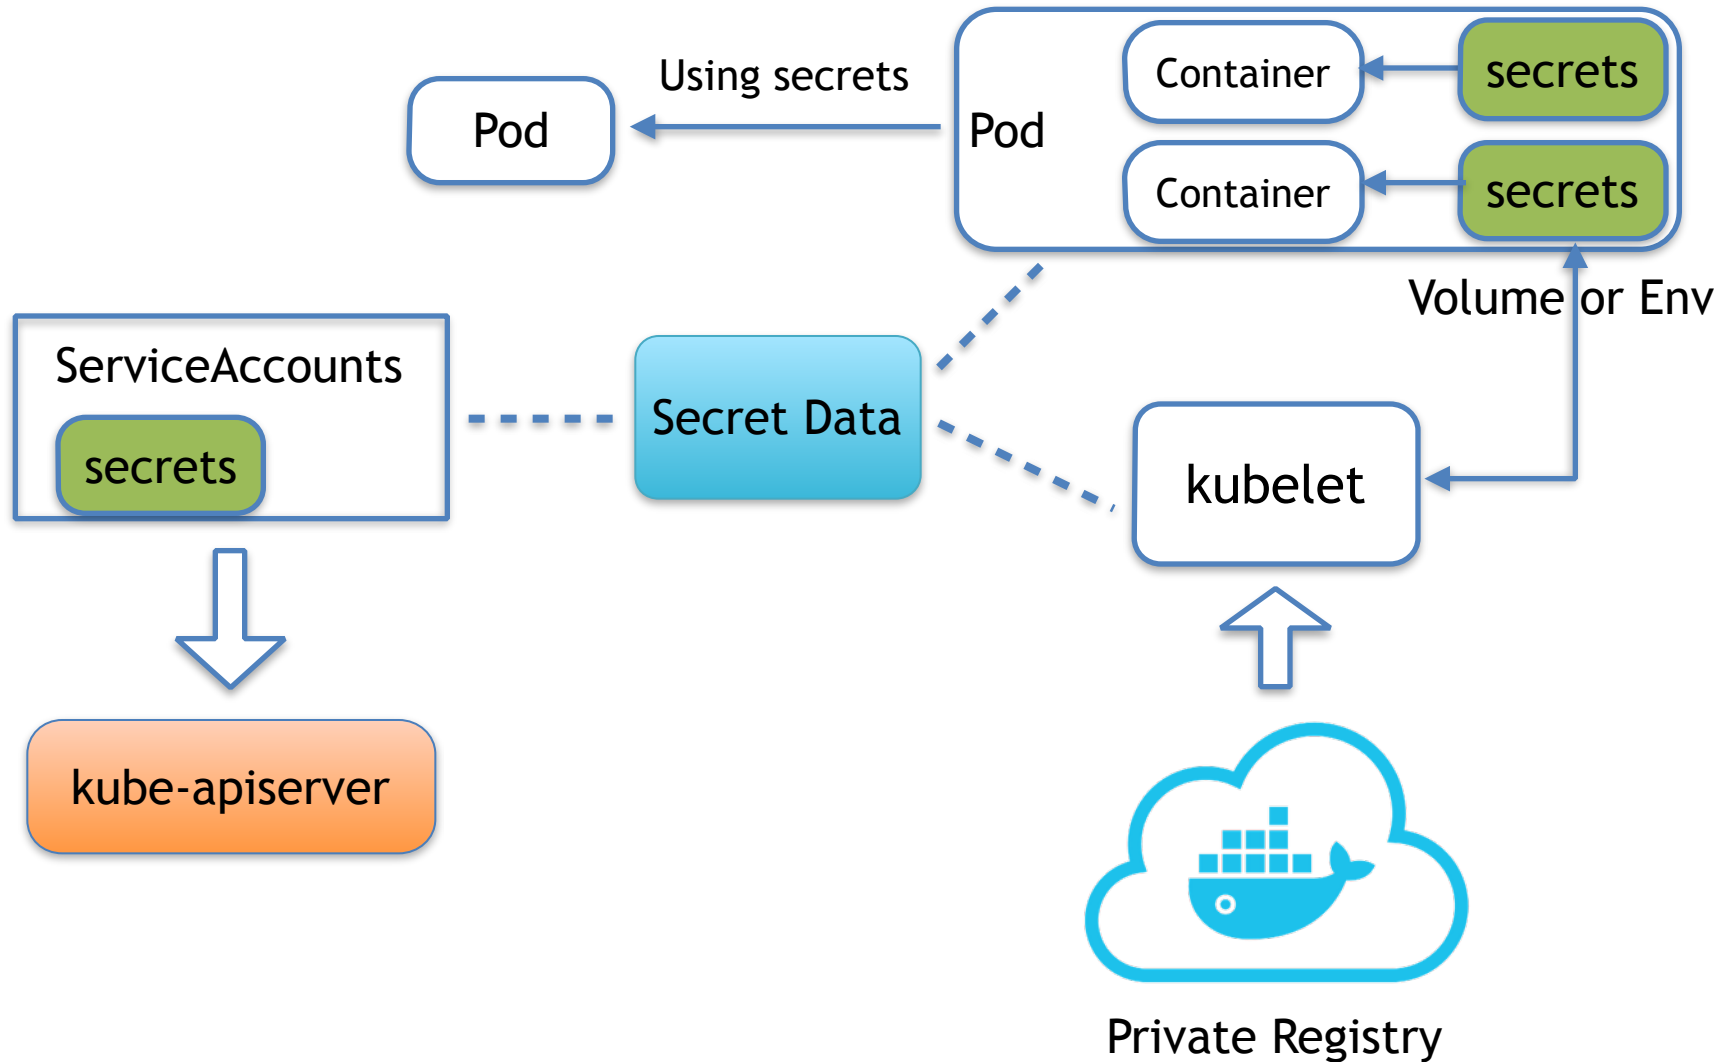 Using secrets
Pod
Pod
Container
secrets
Container
secrets
Volume or Env
ServiceAccounts
secrets
Secret Data
kubelet
kube-apiserver
Private Registry